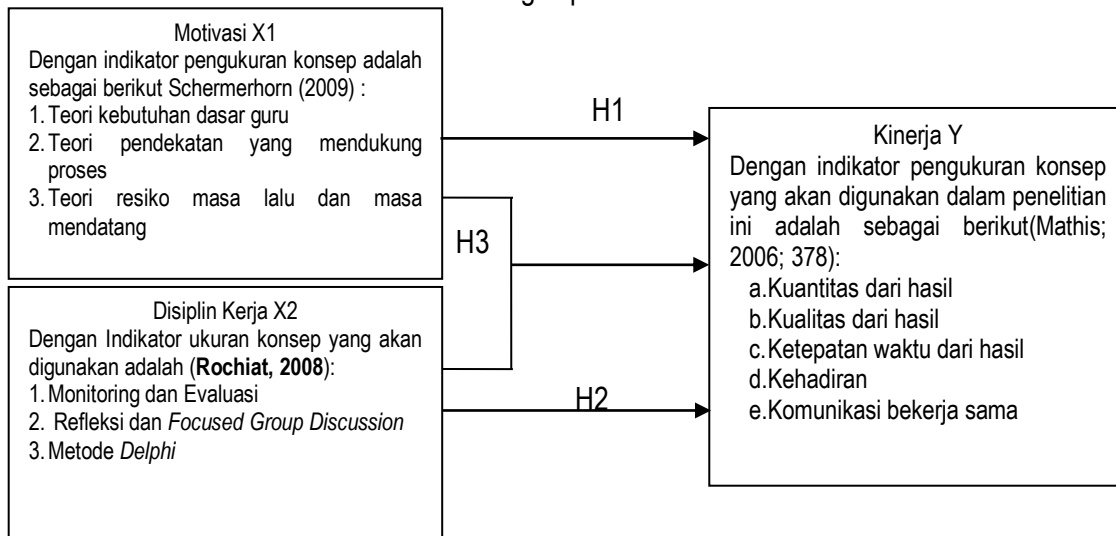 Motivasi X1
Dengan indikator pengukuran konsep adalah
sebagai berikut Schermerhorn (2009) :
1. Teori kebutuhan dasar guru
2. Teori pendekatan yang mendukung
proses
3. Teori resiko masa lalu dan masa
mendatang
Disiplin Kerja X2
Dengan Indikator ukuran konsep yang akan
digunakan adalah (Rochiat, 2008):
1. Monitoring dan Evaluasi
2. Refleksi dan Focused Group Discussion
3. Metode Delphi
H1
H3
H2
Kinerja Y
Dengan indikator pengukuran konsep
yang akan digunakan dalam penelitian
ini adalah sebagai berikut(Mathis;
2006; 378):
a.Kuantitas dari hasil
b.Kualitas dari hasil
c.Ketepatan waktu dari hasil
d.Kehadiran
e.Komunikasi bekerja sama